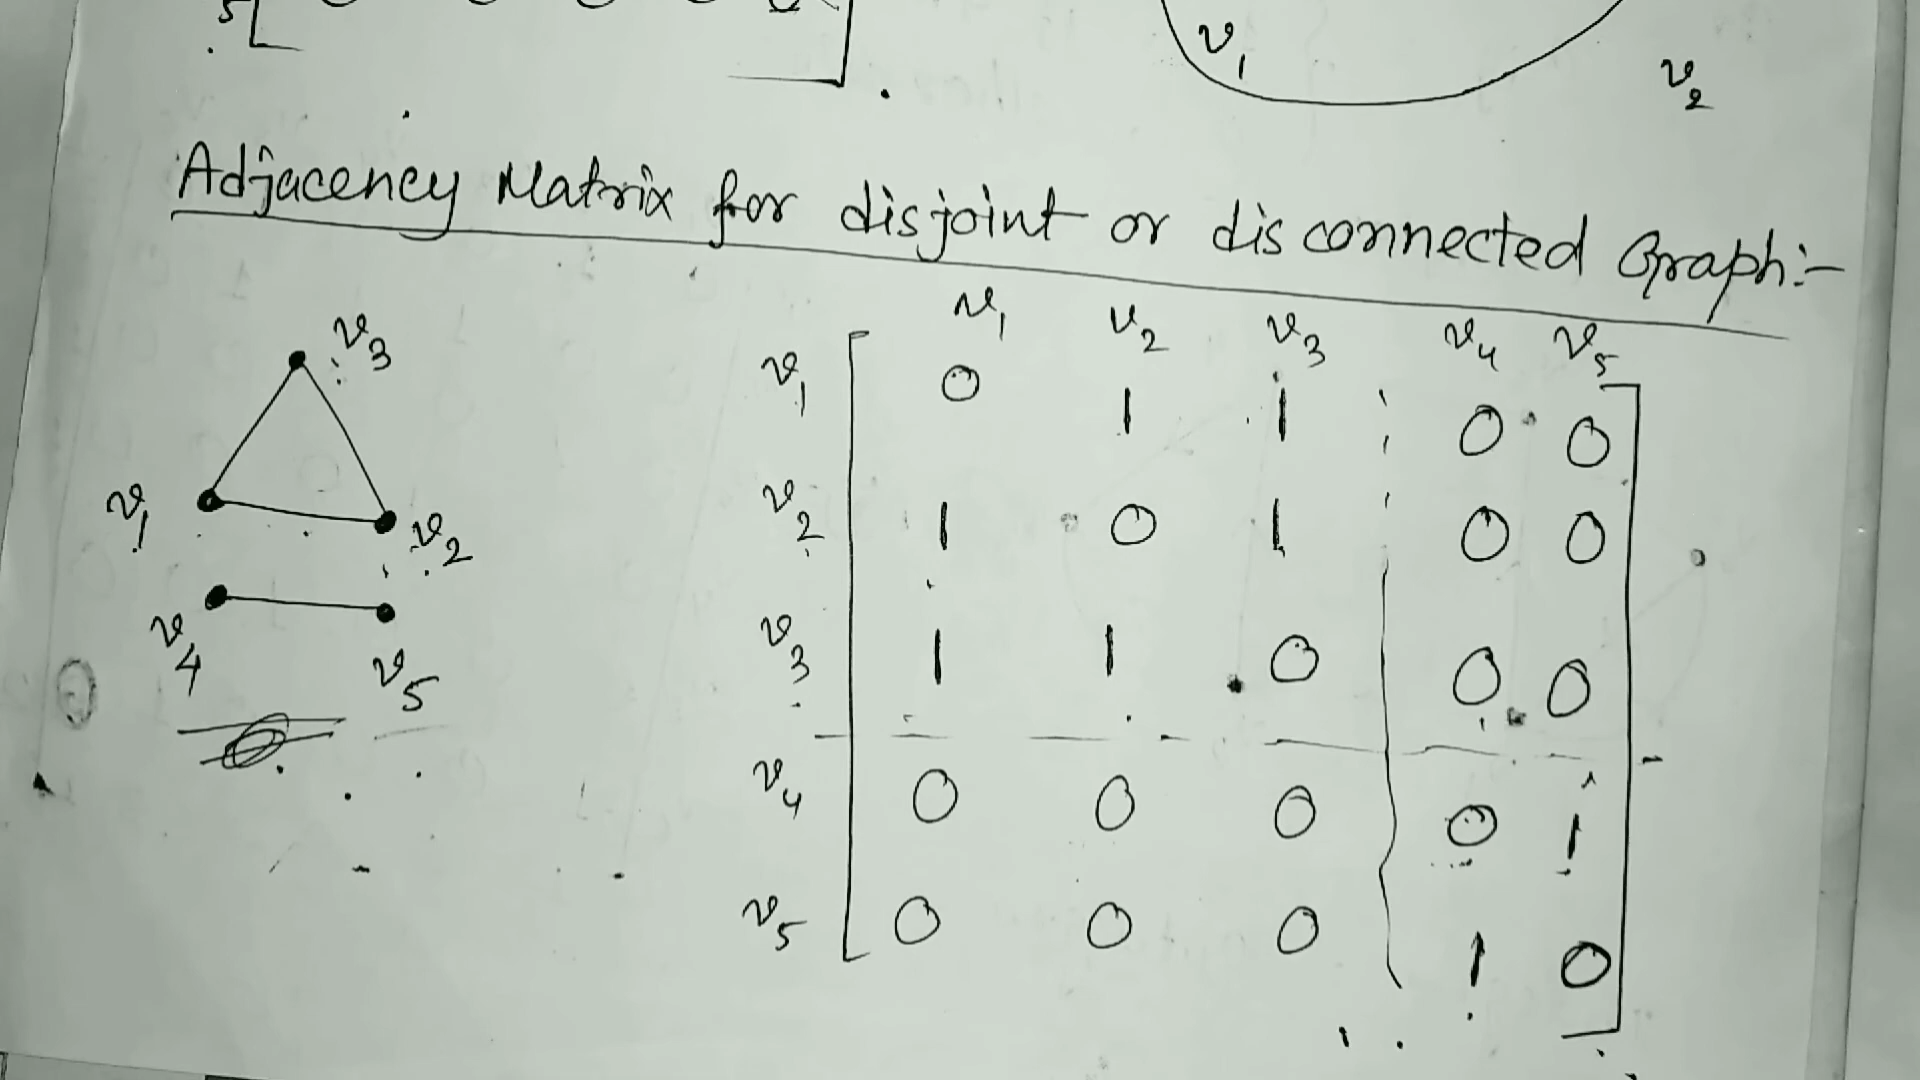 5
v1
v2
Adjacency Matrix for disjoint or disconnected Graph:-
v3
v1
v2
v4
v5
v1 v2 v3 v4 v5
v1 0 1 1 0 0
v2 1 0 1 0 0
v3 1 1 0 0 0
v4 0 0 0 0 1
v5 0 0 0 1 0